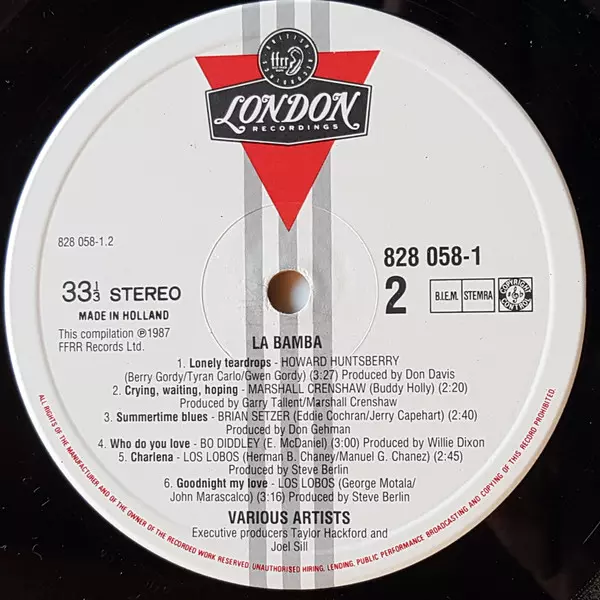 BRITISH
ffrr
RECORDINGS
LONDON
RECORDINGS
828 058-1.2
828 058-1
33⅓ STEREO
2
B.I.E.M. STEMRA
COPYRIGHT
CONTROL
MADE IN HOLLAND
This compilation ℗1987
FFRR Records Ltd.
LA BAMBA
1. Lonely teardrops - HOWARD HUNTSBERRY
(Berry Gordy/Tyran Carlo/Gwen Gordy) (3:27) Produced by Don Davis
2. Crying, waiting, hoping - MARSHALL CRENSHAW (Buddy Holly) (2:20)
Produced by Garry Tallent/Marshall Crenshaw
3. Summertime blues - BRIAN SETZER (Eddie Cochran/Jerry Capehart) (2:40)
Produced by Don Gehman
4. Who do you love - BO DIDDLEY (E. McDaniel) (3:00) Produced by Willie Dixon
5. Charlena - LOS LOBOS (Herman B. Chaney/Manuel G. Chanez) (2:45)
Produced by Steve Berlin
6. Goodnight my love - LOS LOBOS (George Motala/
John Marascalco) (3:16) Produced by Steve Berlin
VARIOUS ARTISTS
Executive producers Taylor Hackford and
Joel Sill
ALL RIGHTS OF THE MANUFACTURER AND OF THE OWNER OF THE RECORDED WORK RESERVED. UNAUTHORISED HIRING, LENDING, PUBLIC PERFORMANCE BROADCASTING AND COPYING OF THIS RECORD PROHIBITED.